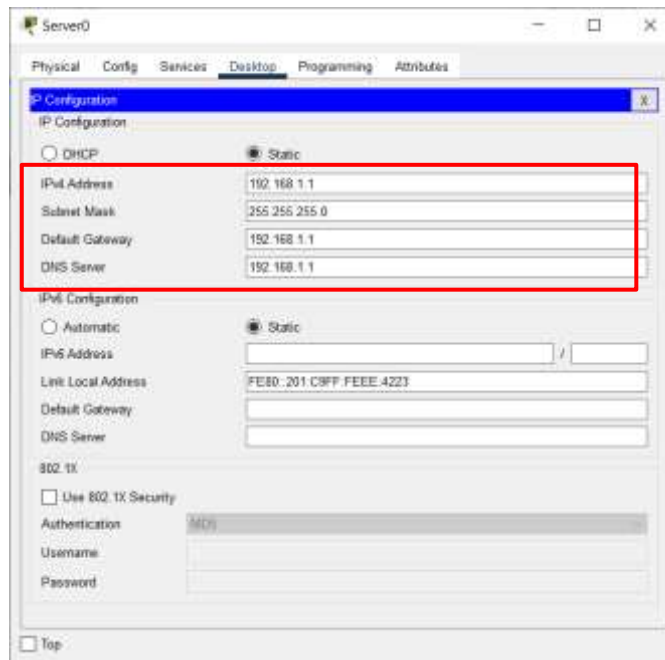 Server0
Physical Config Services Desktop Programming Attributes
IP Configuration X
IP Configuration
DHCP Static
IPv4 Address 192.168.1.1
Subnet Mask 255.255.255.0
Default Gateway 192.168.1.1
DNS Server 192.168.1.1
IPv6 Configuration
Automatic Static
IPv6 Address /
Link Local Address FE80::201:C9FF:FEEE:4223
Default Gateway
DNS Server
802.1X
Use 802.1X Security
Authentication MD5
Username
Password
Top